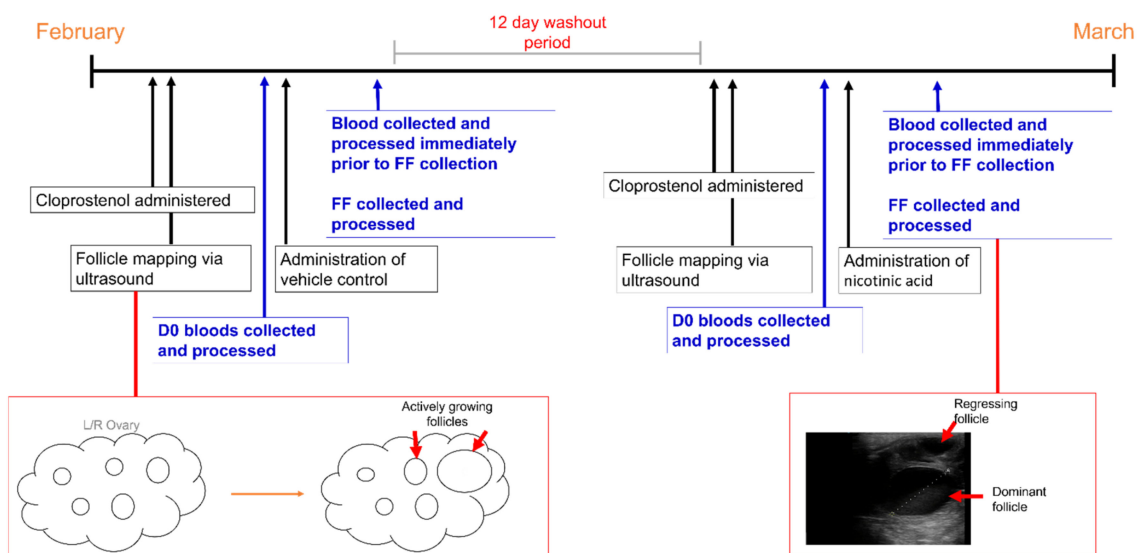 February
12 day washout
period
March
Blood collected and
processed immediately
prior to FF collection
FF collected and
processed
Cloprostenol administered
Follicle mapping via
ultrasound
Administration of
vehicle control
D0 bloods collected
and processed
Blood collected and
processed immediately
prior to FF collection
FF collected and
processed
Cloprostenol administered
Follicle mapping via
ultrasound
Administration of
nicotinic acid
D0 bloods collected
and processed
L/R Ovary
Actively growing
follicles
Regressing
follicle
Dominant
follicle